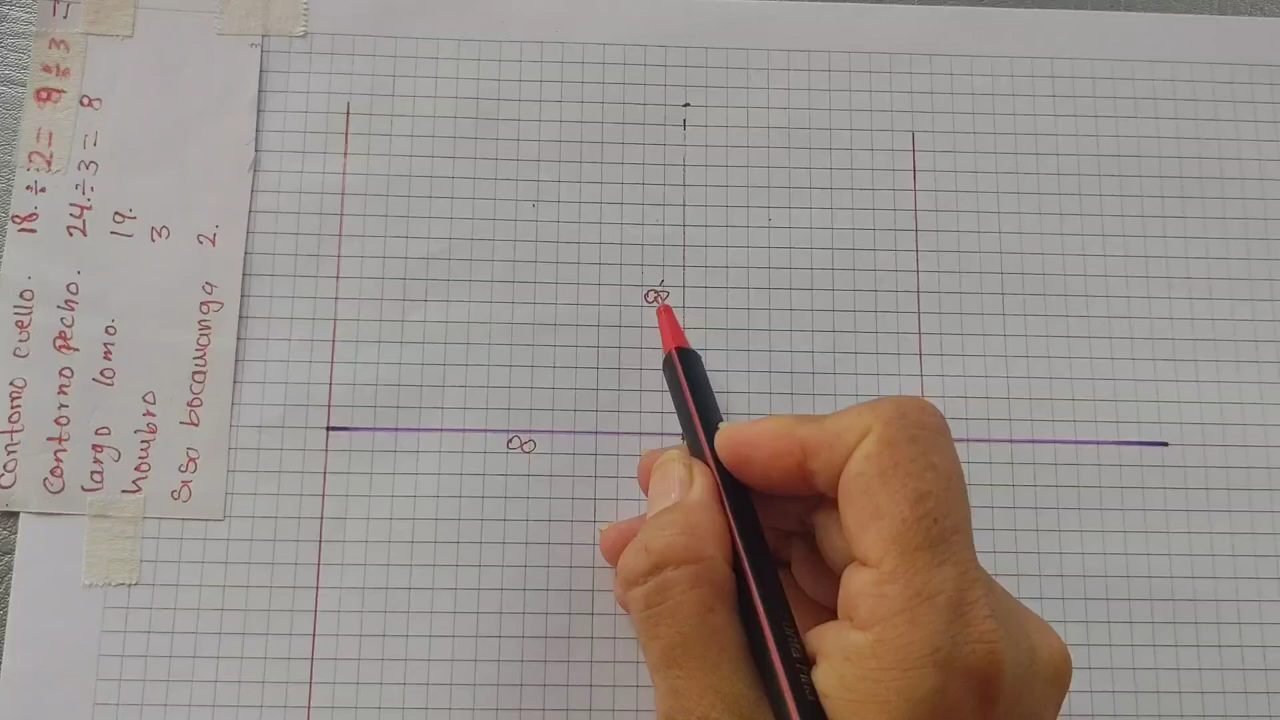 Contorno cuello. 18. ÷ 2 = 9 ÷ 3 =
Contorno pecho. 24. ÷ 3 = 8
largo lomo. 19.
hombro 3
Siso bocamanga 2.
8
8